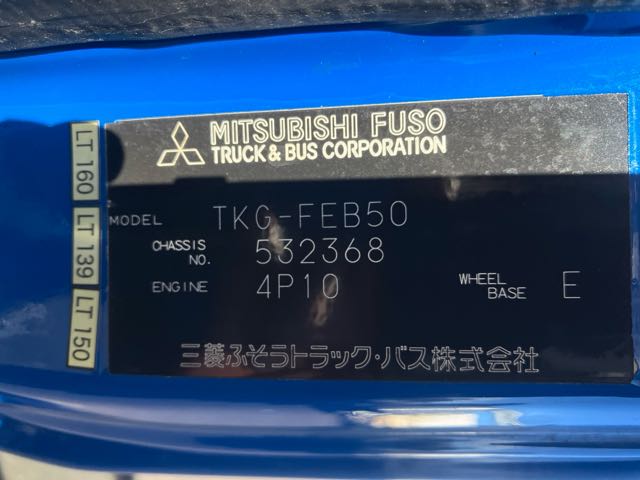 MITSUBISHI FUSO
TRUCK & BUS CORPORATION
MODEL TKG-FEB50
CHASSIS NO. 532368
ENGINE 4P10 WHEEL BASE E
三菱ふそうトラック・バス株式会社
LT 160
LT 139
LT 150